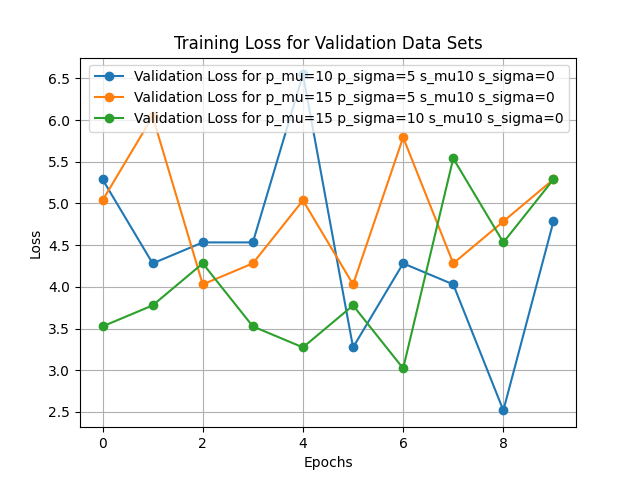 Training Loss for Validation Data Sets
Validation Loss for p_mu=10 p_sigma=5 s_mu10 s_sigma=0
Validation Loss for p_mu=15 p_sigma=5 s_mu10 s_sigma=0
Validation Loss for p_mu=15 p_sigma=10 s_mu10 s_sigma=0
6.5
6.0
5.5
5.0
4.5
4.0
3.5
3.0
2.5
Loss
0 2 4 6 8
Epochs